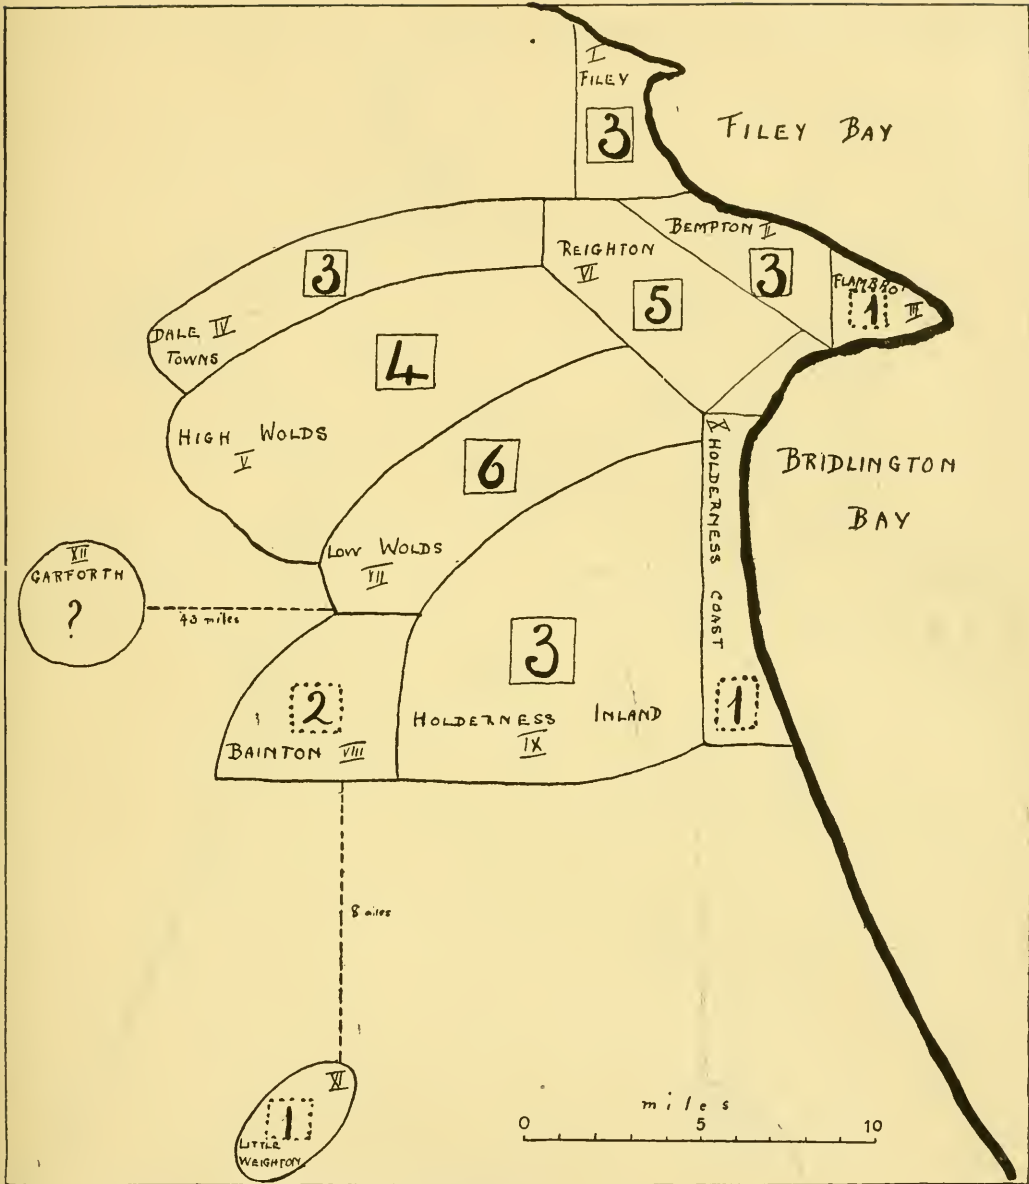 I
FILEY
3
FILEY BAY
BEMPTON II
3
REIGHTON
VI
5
FLAMBRO'
1
III
3
DALE IV
TOWNS
4
HIGH WOLDS
V
6
LOW WOLDS
VII
X HOLDERNESS COAST
1
BRIDLINGTON
BAY
XII
GARFORTH
?
43 miles
3
HOLDERNESS INLAND
IX
2
BAINTON VIII
8 miles
XI
1
LITTLE
WEIGHTON
miles
0 5 10